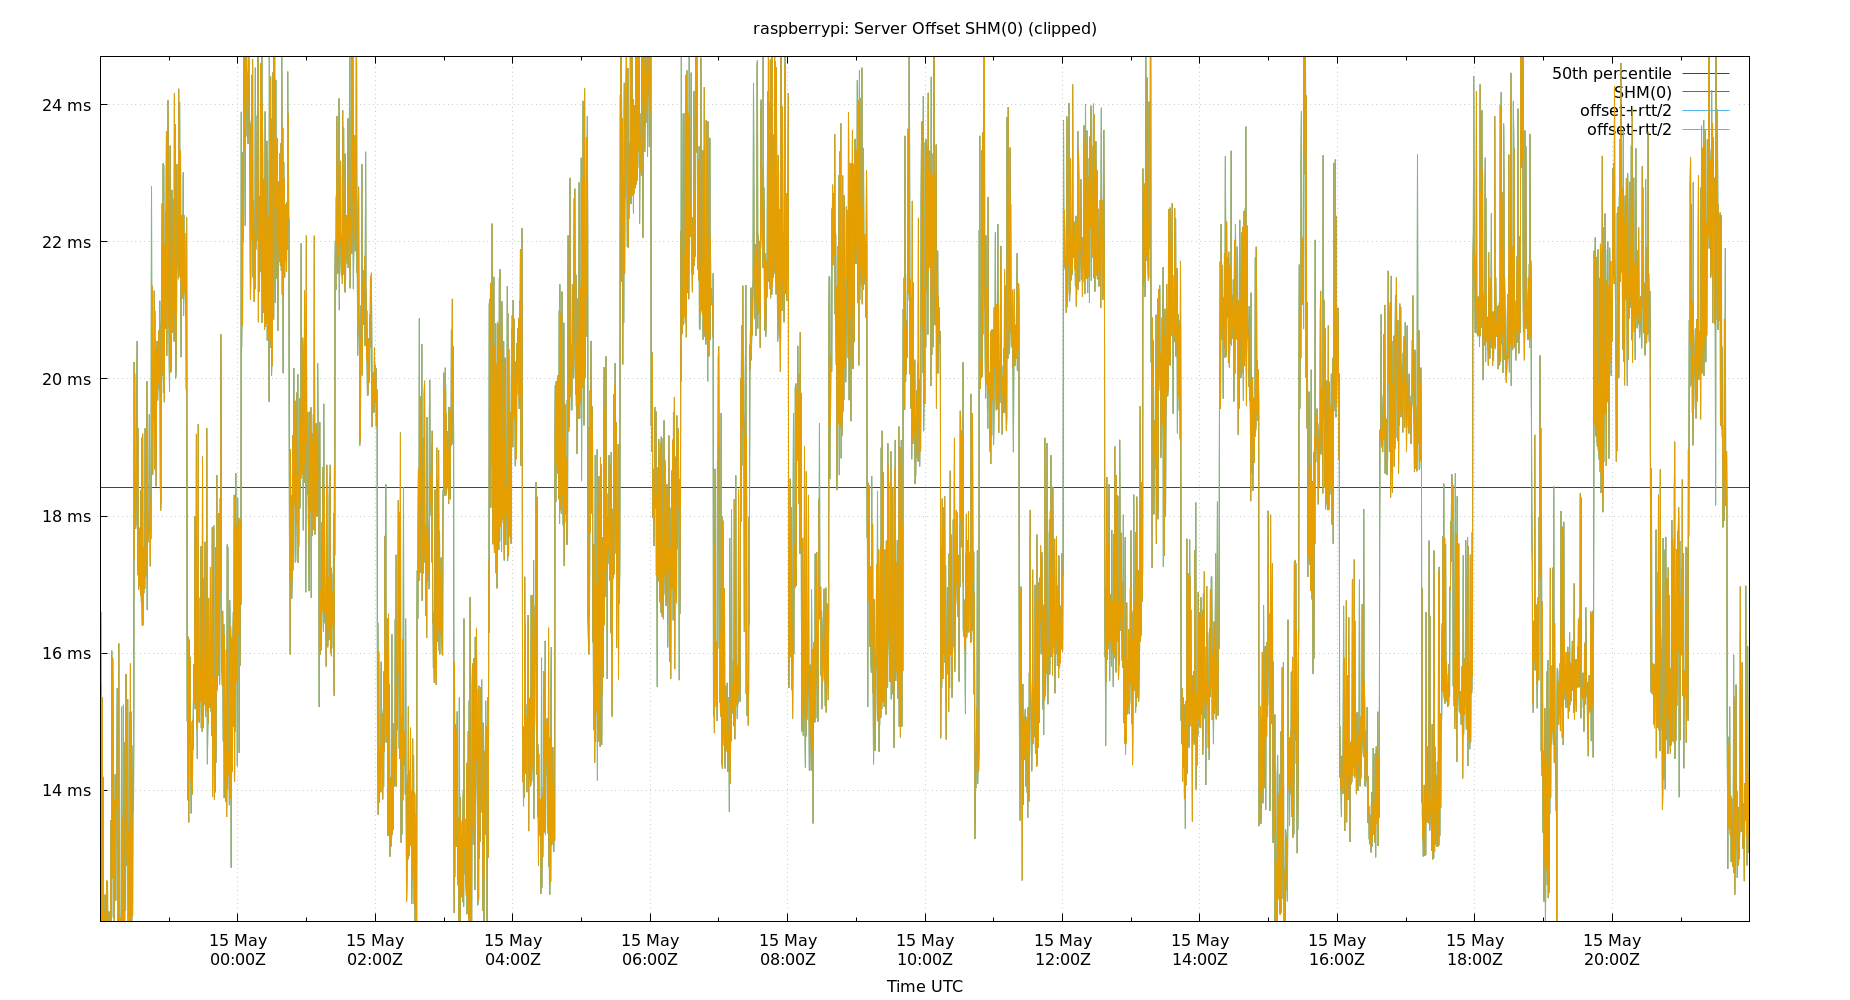 raspberrypi: Server Offset SHM(0) (clipped)
50th percentile
SHM(0)
offset+rtt/2
offset-rtt/2
24 ms
22 ms
20 ms
18 ms
16 ms
14 ms
15 May 15 May 15 May 15 May 15 May 15 May 15 May 15 May 15 May 15 May 15 May
00:00Z 02:00Z 04:00Z 06:00Z 08:00Z 10:00Z 12:00Z 14:00Z 16:00Z 18:00Z 20:00Z
Time UTC